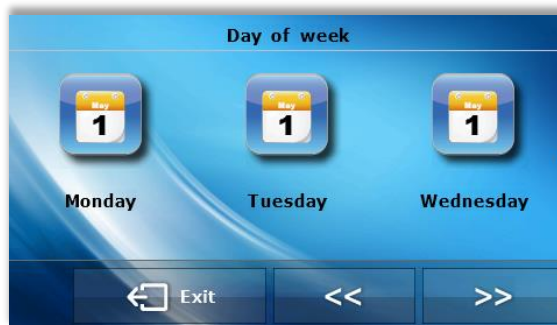 Day of week
May May May
1 1 1
Monday Tuesday Wednesday
Exit << >>